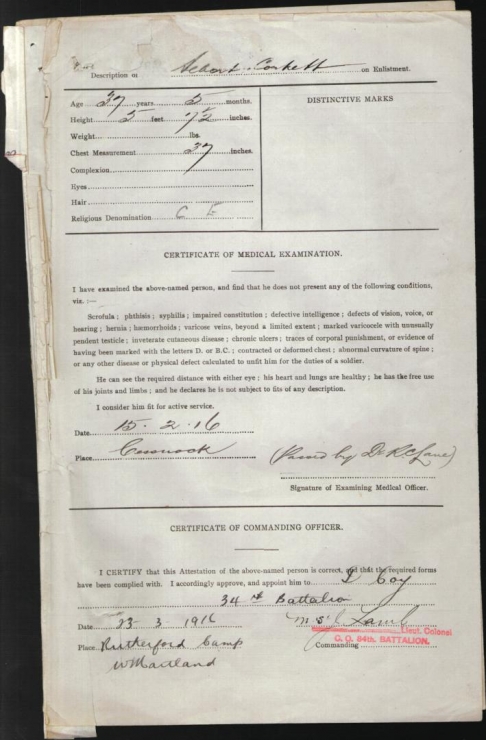 Description of Corkett on Enlistment.
Age 37 years 5 months.
Height 5 feet 7½ inches.
Weight lbs.
Chest Measurement 37 inches.
Complexion
Eyes
Hair
Religious Denomination C E
DISTINCTIVE MARKS
CERTIFICATE OF MEDICAL EXAMINATION.
I have examined the above-named person, and find that he does not present any of the following conditions,
viz. :—
Scrofula ; phthisis ; syphilis ; impaired constitution ; defective intelligence ; defects of vision, voice, or
hearing ; hernia ; hæmorrhoids ; varicose veins, beyond a limited extent ; marked varicocele with unusually
pendent testicle ; inveterate cutaneous disease ; chronic ulcers ; traces of corporal punishment, or evidence of
having been marked with the letters D. or B.C. ; contracted or deformed chest ; abnormal curvature of spine ;
or any other disease or physical defect calculated to unfit him for the duties of a soldier.
He can see the required distance with either eye ; his heart and lungs are healthy ; he has the free use
of his joints and limbs ; and he declares he is not subject to fits of any description.
I consider him fit for active service.
Date 15.2.16
Place Cessnock (Passed by Dr R C Lane)
Signature of Examining Medical Officer.
CERTIFICATE OF COMMANDING OFFICER.
I CERTIFY that this Attestation of the above-named person is correct, and that the required forms
have been complied with. I accordingly approve, and appoint him to Coy
34th Battalion
Date 23 3 1916 Lamb Lieut. Colonel
C. O. 34th. BATTALION.
Place Rutherford Camp Commanding
W Maitland